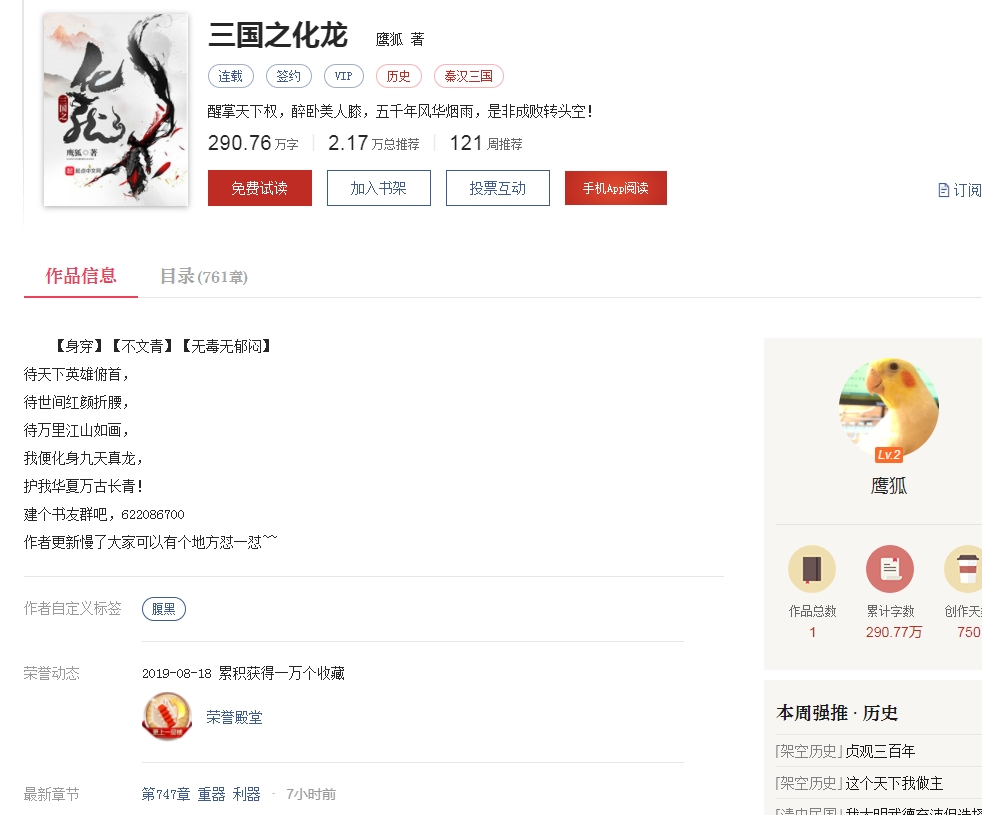 化龙
三国之
鹰狐◎著
起点中文网
三国之化龙 鹰狐 著
连载 签约 VIP 历史 秦汉三国
醒掌天下权，醉卧美人膝，五千年风华烟雨，是非成败转头空！
290.76万字 2.17万总推荐 121周推荐
免费试读 加入书架 投票互动 手机App阅读 订阅
作品信息 目录(761章)
【身穿】【不文青】【无毒无郁闷】
待天下英雄俯首，
待世间红颜折腰，
待万里江山如画，
我便化身九天真龙，
护我华夏万古长青！
建个书友群吧，622086700
作者更新慢了大家可以有个地方怼一怼~~
作者自定义标签 腹黑
荣誉动态 2019-08-18 累积获得一万个收藏
更上一层楼 荣誉殿堂
最新章节 第747章 重器 利器 · 7小时前
Lv.2
鹰狐
作品总数 累计字数 创作天
1 290.77万 750
本周强推·历史
「架空历史」贞观三百年
「架空历史」这个天下我做主